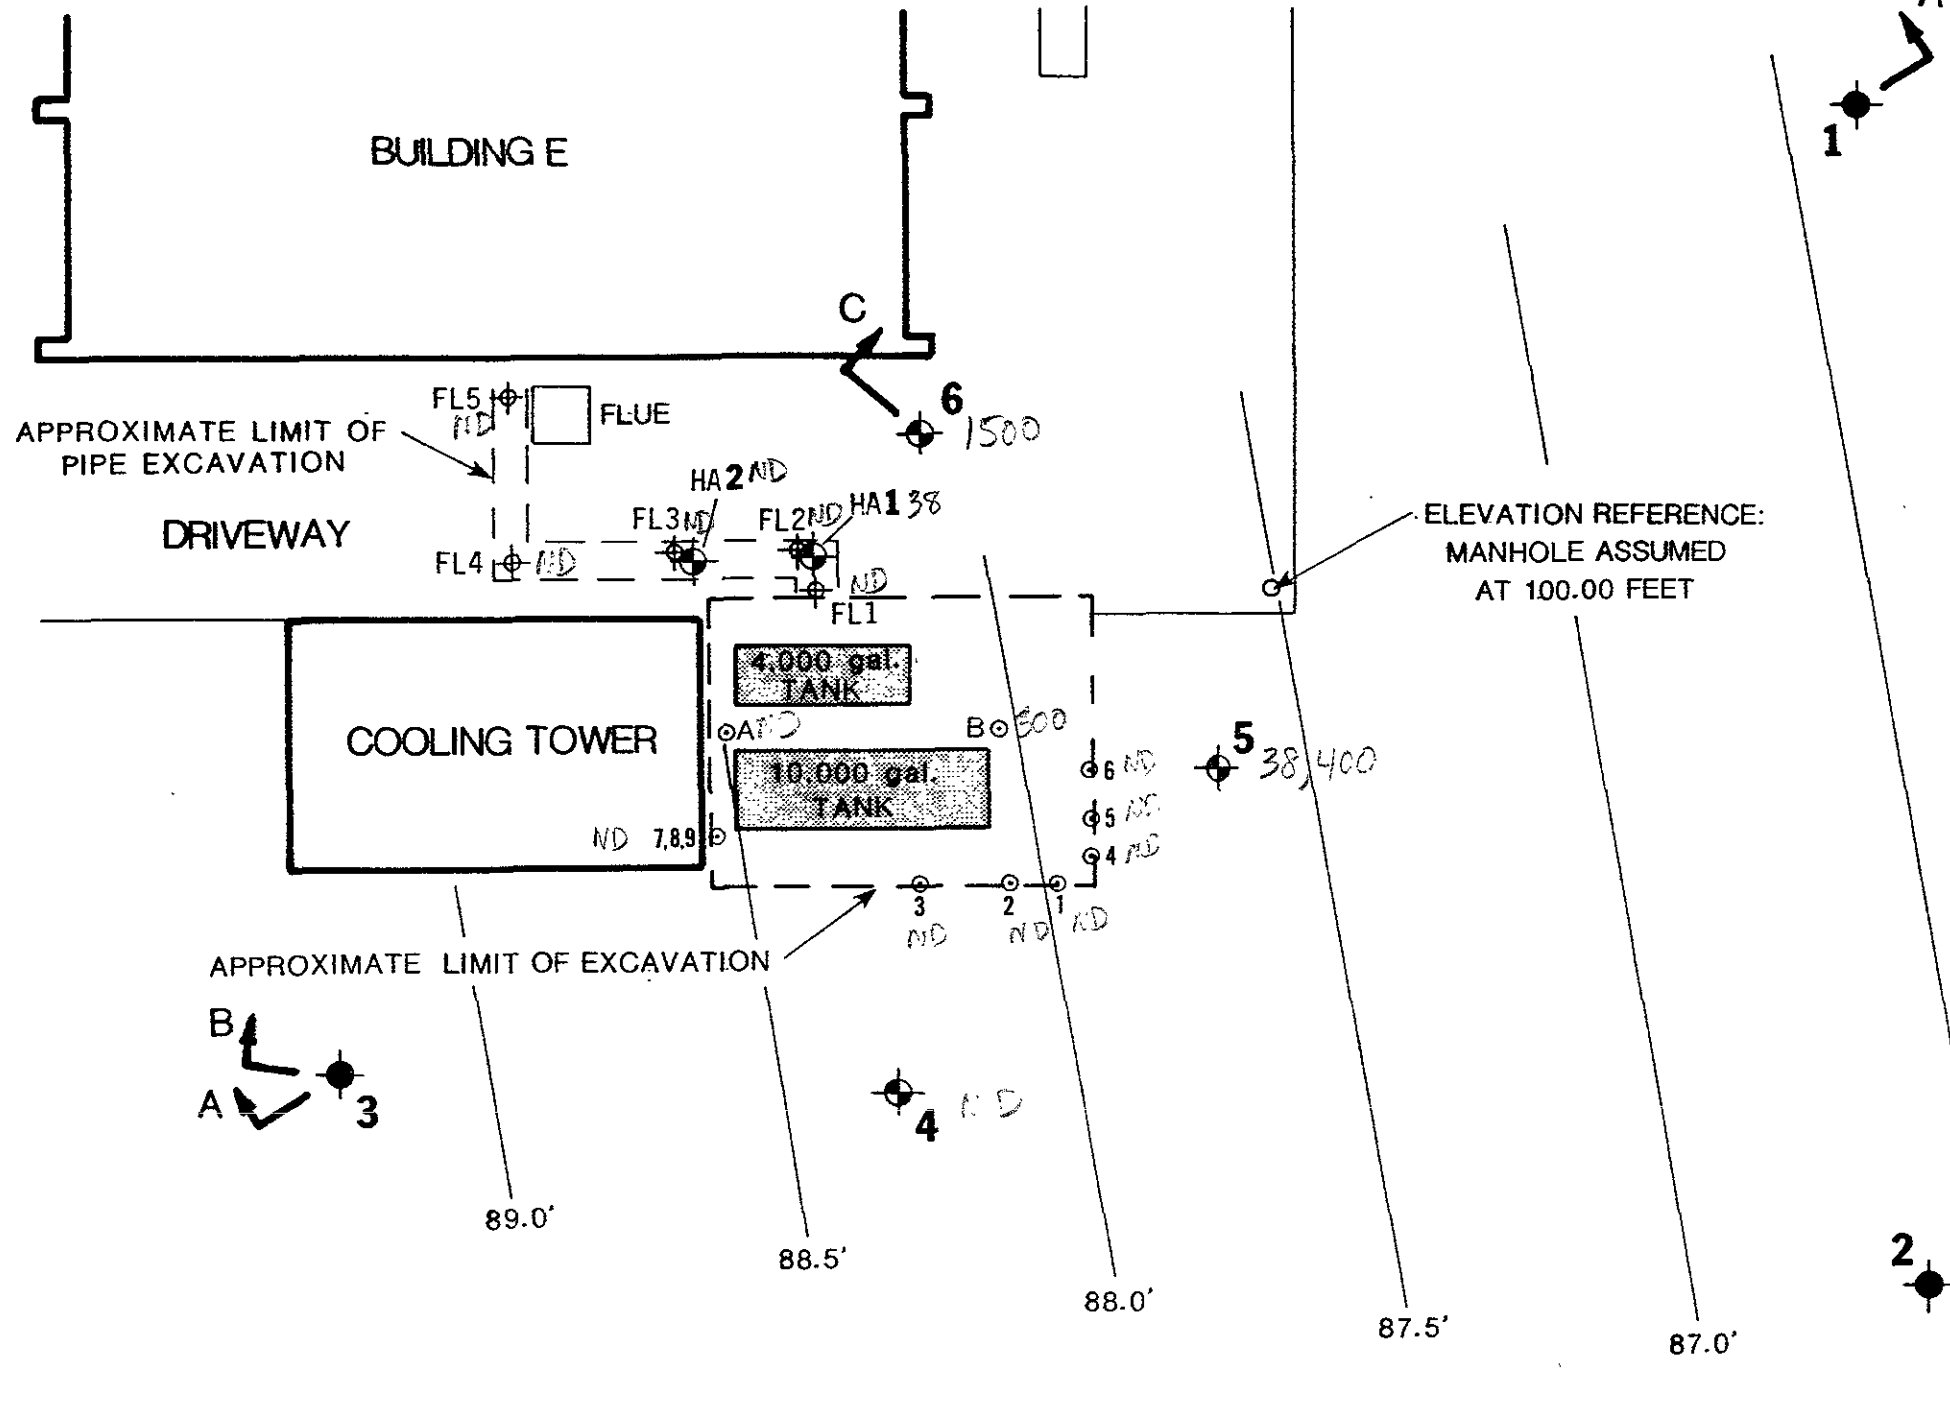 A
1
BUILDING E
C
6
1500
FL5
ND
FLUE
APPROXIMATE LIMIT OF
PIPE EXCAVATION
HA2 ND
HA1 38
FL3 ND
FL2 ND
DRIVEWAY
FL4 ND
ND
FL1
ELEVATION REFERENCE:
MANHOLE ASSUMED
AT 100.00 FEET
4,000 gal.
TANK
COOLING TOWER
A ND
B
10,000 gal.
TANK
5
38,400
6 ND
5 ND
4 ND
ND 7,8,9
3
2
1
ND
ND
ND
APPROXIMATE LIMIT OF EXCAVATION
B
A
3
4
ND
89.0'
88.5'
88.0'
87.5'
87.0'
2